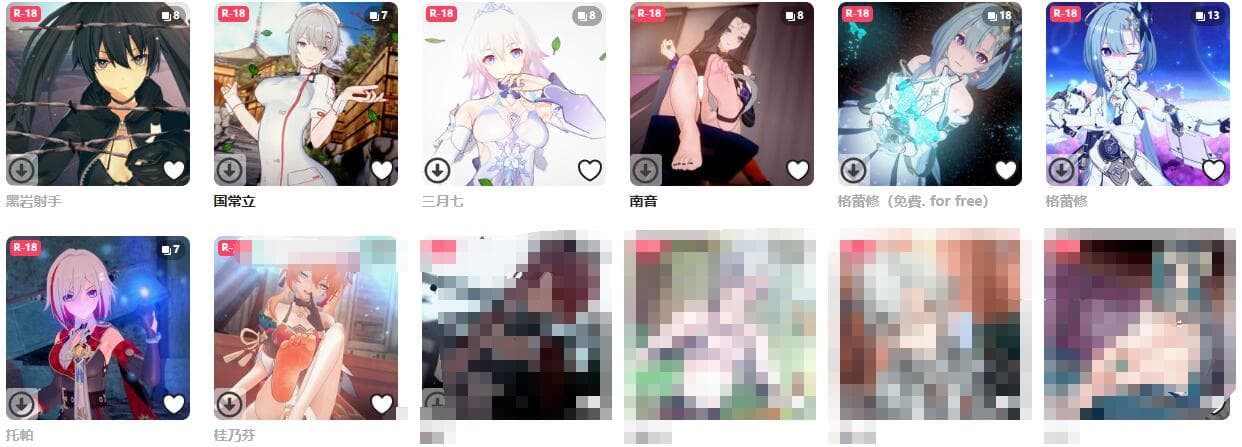 R-18 8
R-18 7
R-18 8
R-18 8
R-18 18
R-18 13
黑岩射手
国常立
三月七
南音
格蕾修（免費. for free）
格蕾修
R-18 7
R-
托帕
桂乃芬